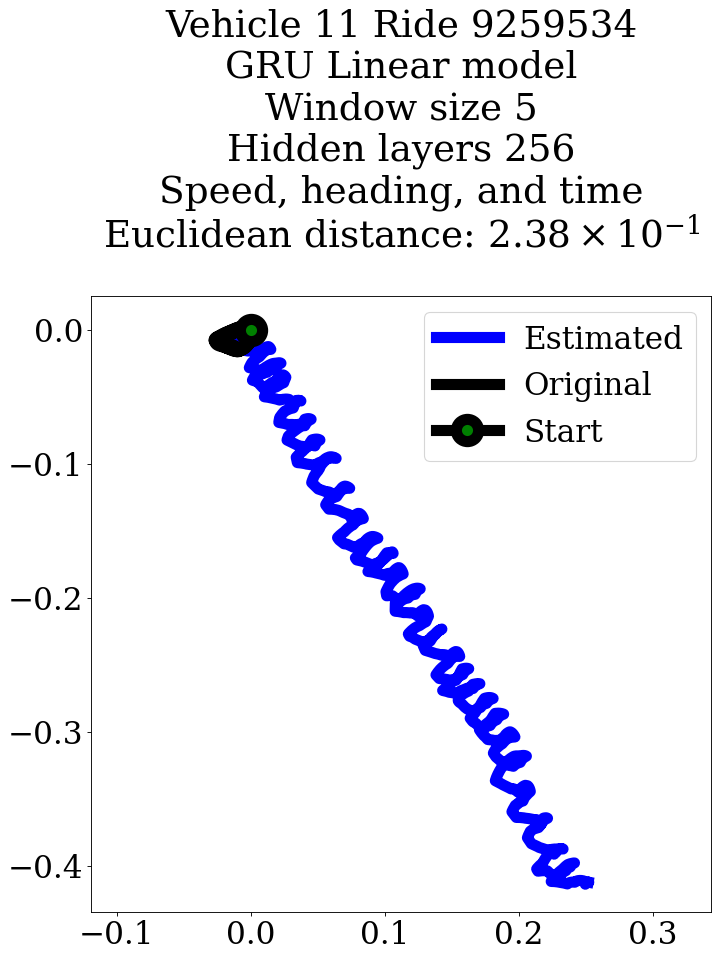 Vehicle 11 Ride 9259534
GRU Linear model
Window size 5
Hidden layers 256
Speed, heading, and time
Euclidean distance: 2.38 × 10⁻¹
Estimated
Original
Start
0.0
−0.1
−0.2
−0.3
−0.4
−0.1
0.0
0.1
0.2
0.3